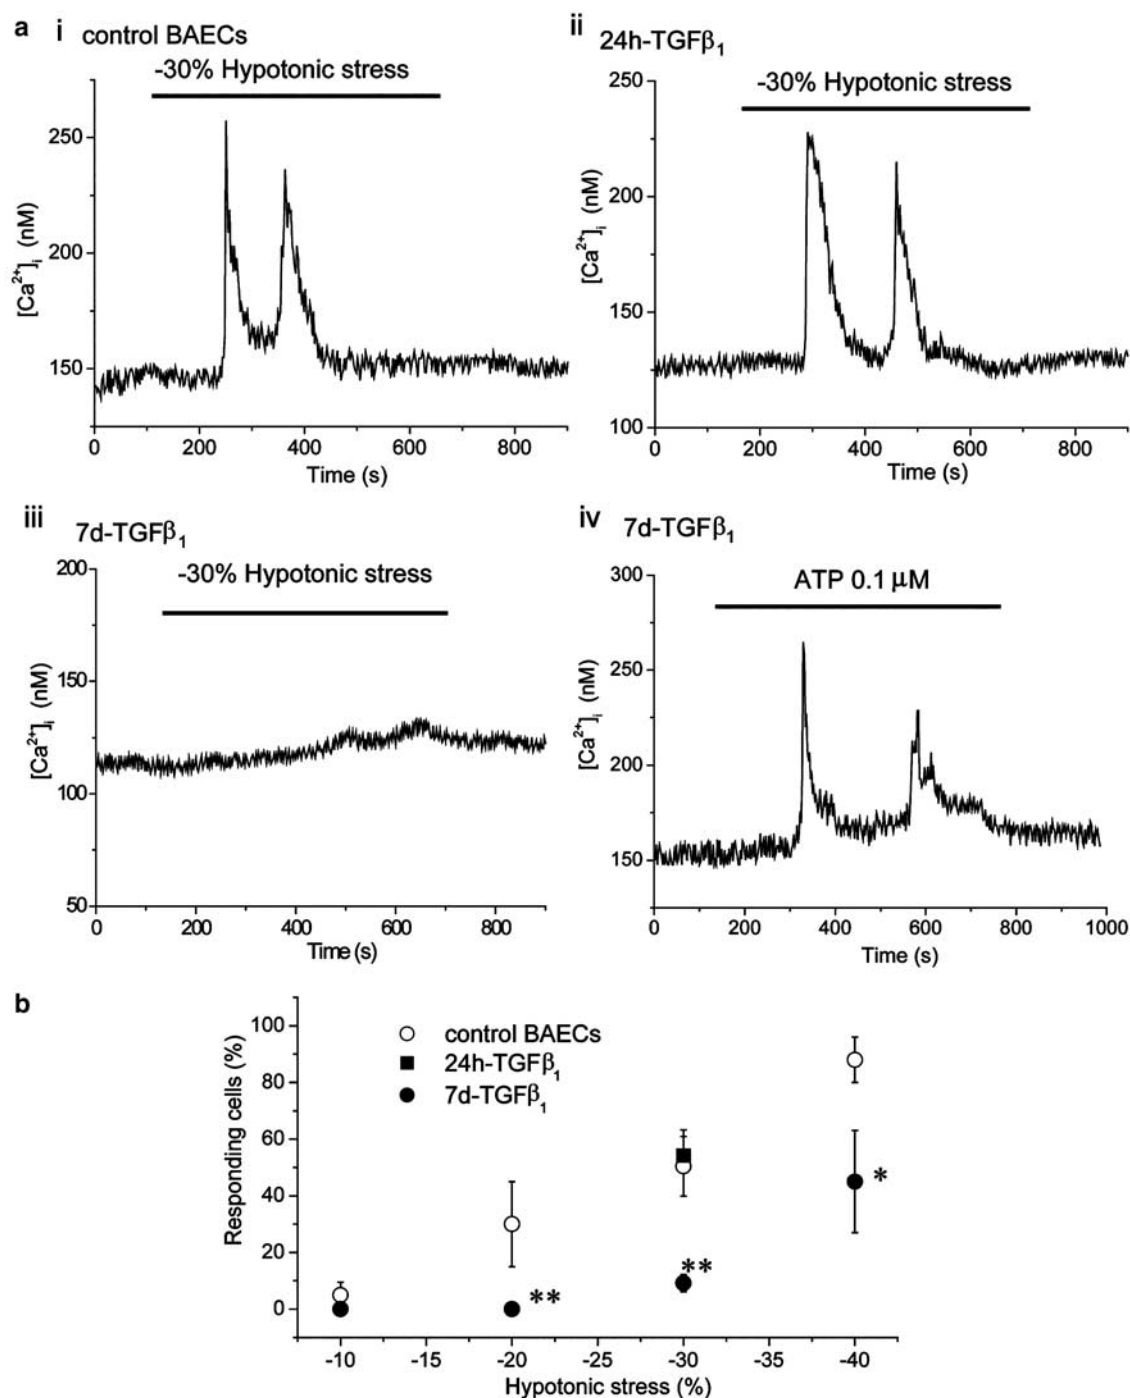 a i control BAECs
-30% Hypotonic stress
250
200
150
[Ca²⁺]ᵢ (nM)
0 200 400 600 800
Time (s)
ii 24h-TGFβ₁
-30% Hypotonic stress
250
200
150
100
[Ca²⁺]ᵢ (nM)
0 200 400 600 800
Time (s)
iii 7d-TGFβ₁
-30% Hypotonic stress
200
150
100
50
[Ca²⁺]ᵢ (nM)
0 200 400 600 800
Time (s)
iv 7d-TGFβ₁
ATP 0.1 μM
300
250
200
150
[Ca²⁺]ᵢ (nM)
0 200 400 600 800 1000
Time (s)
b
control BAECs
24h-TGFβ₁
7d-TGFβ₁
100
80
60
40
20
0
Responding cells (%)
**
**
*
-10 -15 -20 -25 -30 -35 -40
Hypotonic stress (%)